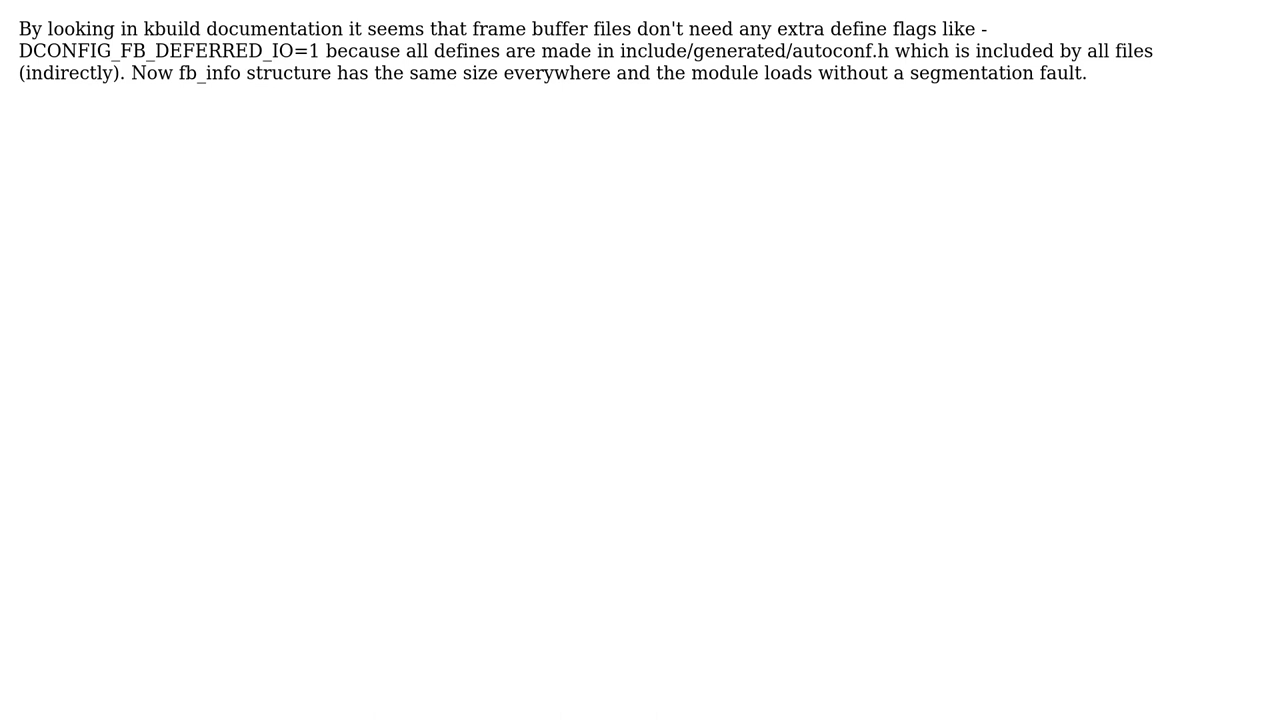 By looking in kbuild documentation it seems that frame buffer files don't need any extra define flags like -
DCONFIG_FB_DEFERRED_IO=1 because all defines are made in include/generated/autoconf.h which is included by all files
(indirectly). Now fb_info structure has the same size everywhere and the module loads without a segmentation fault.